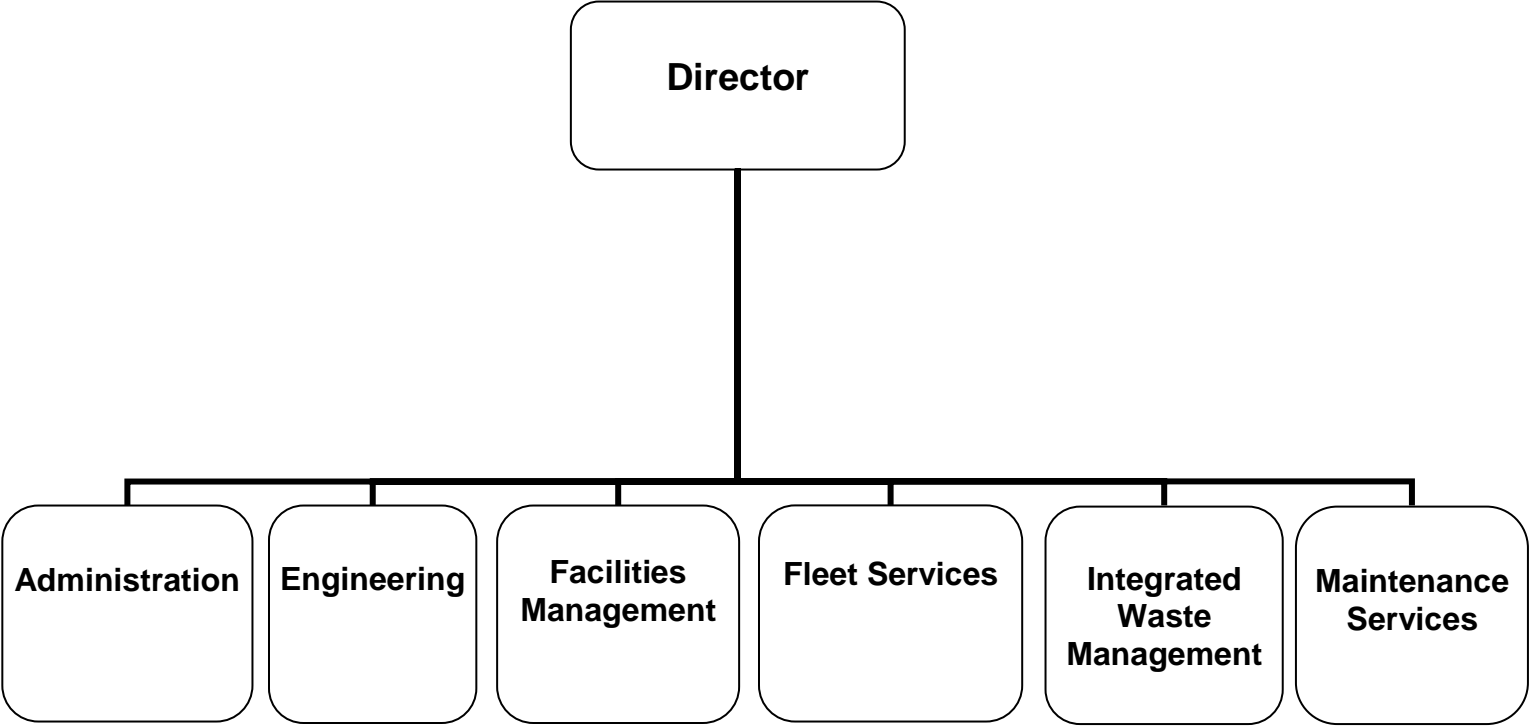 Director
Administration
Engineering
Facilities
Management
Fleet Services
Integrated
Waste
Management
Maintenance
Services